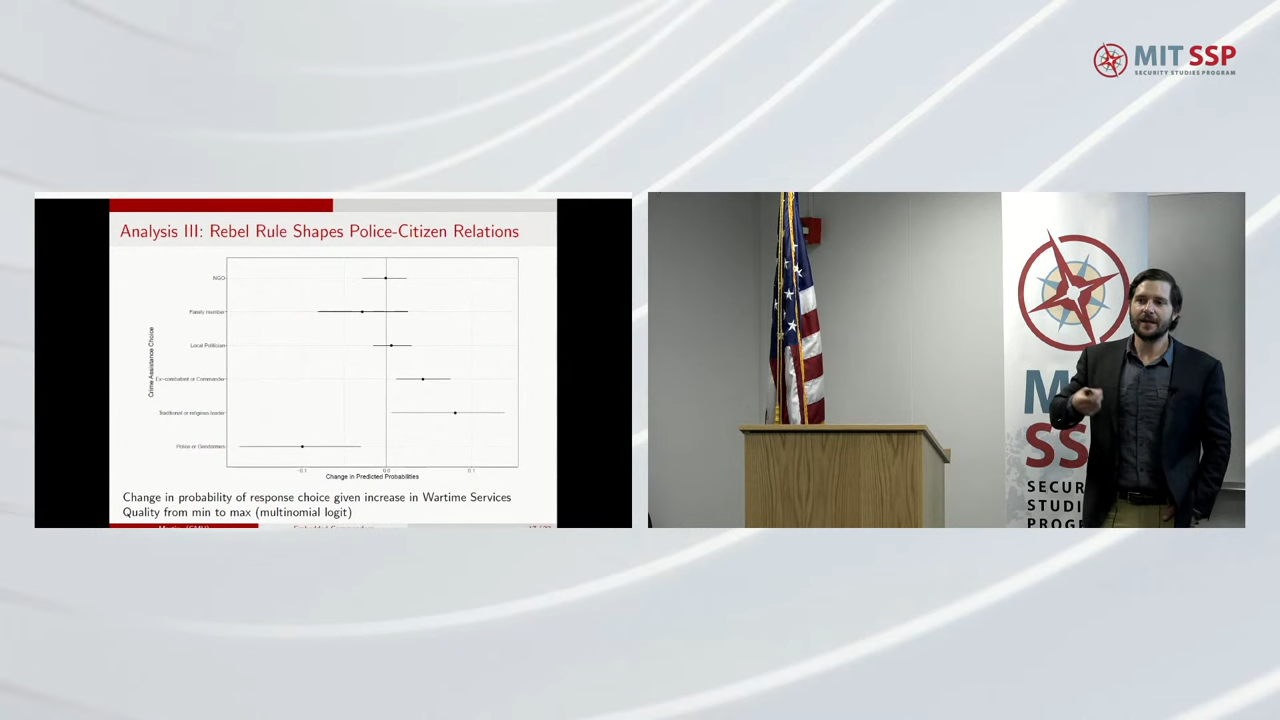 MIT SSP
SECURITY STUDIES PROGRAM
Analysis III: Rebel Rule Shapes Police-Citizen Relations
NGO
Family member
Local Politician
Ex-combatant or Commander
Traditional or religious leader
Police or Gendarmes
Crime Assistance Choice
-0.1
0.0
0.1
Change in Predicted Probabilities
Change in probability of response choice given increase in Wartime Services
Quality from min to max (multinomial logit)
M
SS
SECUR
STUDI
PROGR